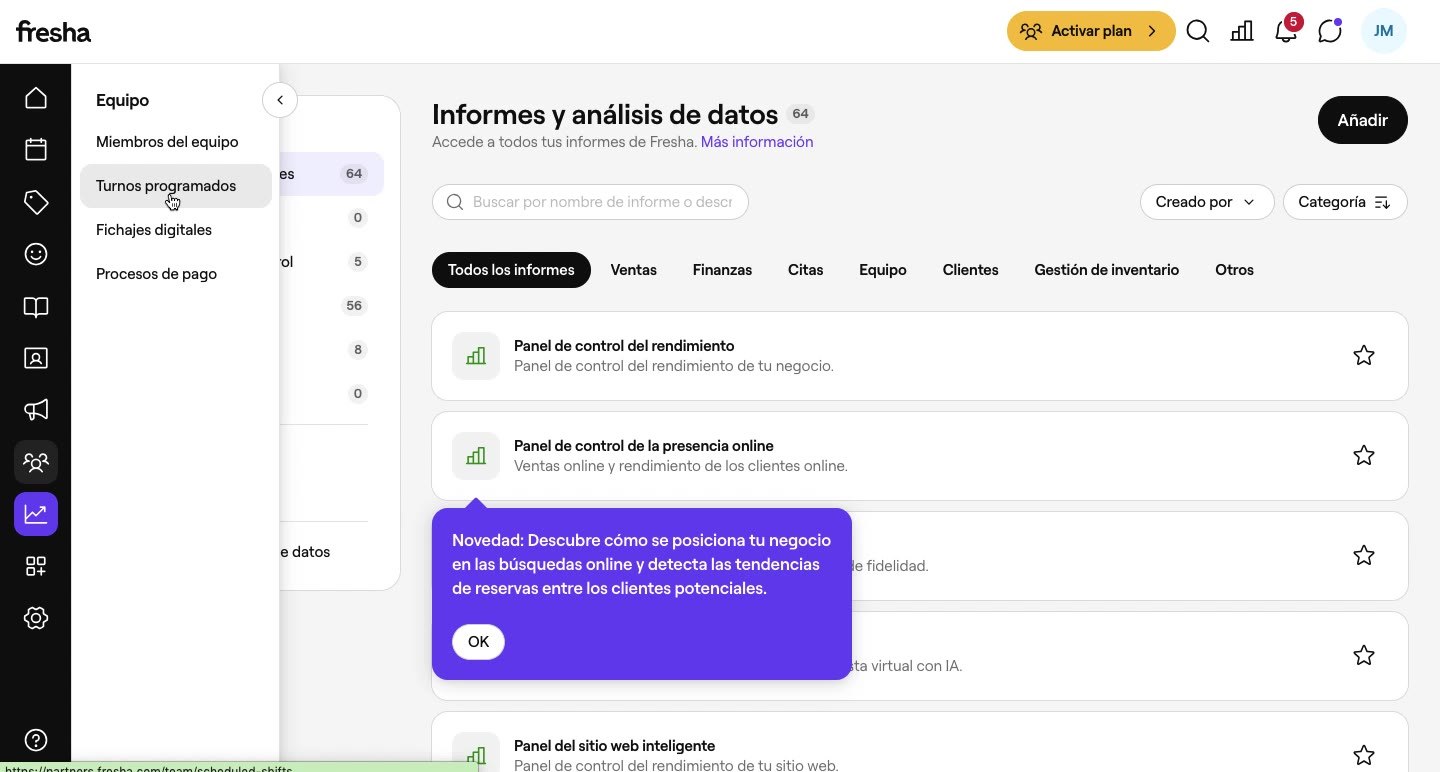 fresha
Activar plan
5
JM
Equipo
Miembros del equipo
Turnos programados
Fichajes digitales
Procesos de pago
es
64
0
rol
5
56
8
0
e datos
Informes y análisis de datos 64
Accede a todos tus informes de Fresha. Más información
Añadir
Buscar por nombre de informe o descr
Creado por
Categoría
Todos los informes
Ventas
Finanzas
Citas
Equipo
Clientes
Gestión de inventario
Otros
Panel de control del rendimiento
Panel de control del rendimiento de tu negocio.
Panel de control de la presencia online
Ventas online y rendimiento de los clientes online.
Novedad: Descubre cómo se posiciona tu negocio
en las búsquedas online y detecta las tendencias
de reservas entre los clientes potenciales.
OK
de fidelidad.
sta virtual con IA.
Panel del sitio web inteligente
Panel de control del rendimiento de tu sitio web.
https://partners.fresha.com/team/scheduled-shifts